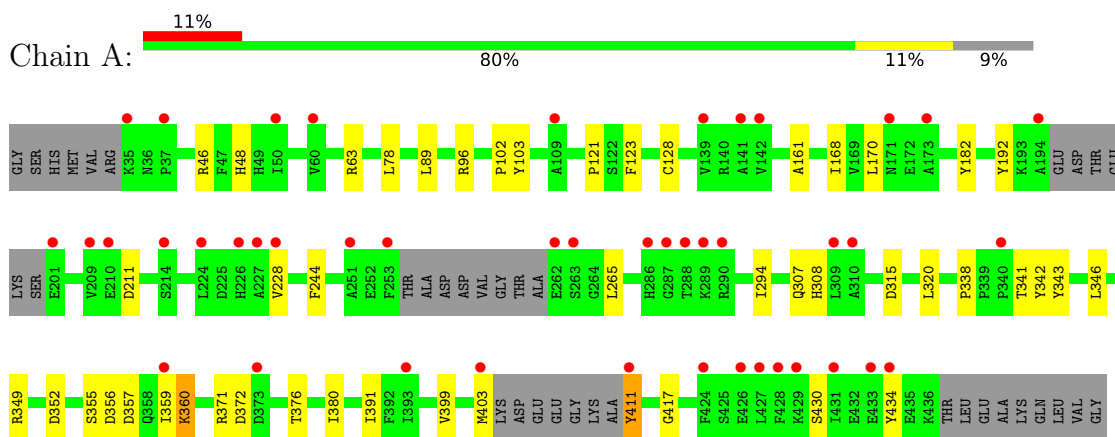 11%
Chain A:
80% 11% 9%
GLY SER HIS MET VAL ARG K35 N36 P37 R46 F47 H48 H49 I50 V60 R63 L78 L89 R96 P102 Y103 A109 P121 S122 F123 C128 V139 R140 A141 V142 A161 I168 V169 L170 N171 E172 A173 Y182 Y192 K193 A194 GLU ASP THR GLU
LYS SER E201 V209 E210 D211 S214 L224 D225 H226 A227 V228 F244 A251 E252 F253 THR ALA ASP ASP VAL GLY THR ALA E262 S263 G264 L265 H286 G287 T288 K289 R290 I294 Q307 H308 L309 A310 D315 L320 P338 P339 P340 T341 Y342 Y343 L346
R349 D352 S355 D356 D357 Q358 I359 K360 R371 D372 D373 T376 I380 I391 F392 I393 V399 M403 LYS ASP GLU GLU GLY LYS ALA Y411 G417 F424 S425 E426 L427 F428 K429 S430 I431 E432 E433 Y434 E435 K436 THR LEU GLU ALA LYS GLN LEU VAL GLY